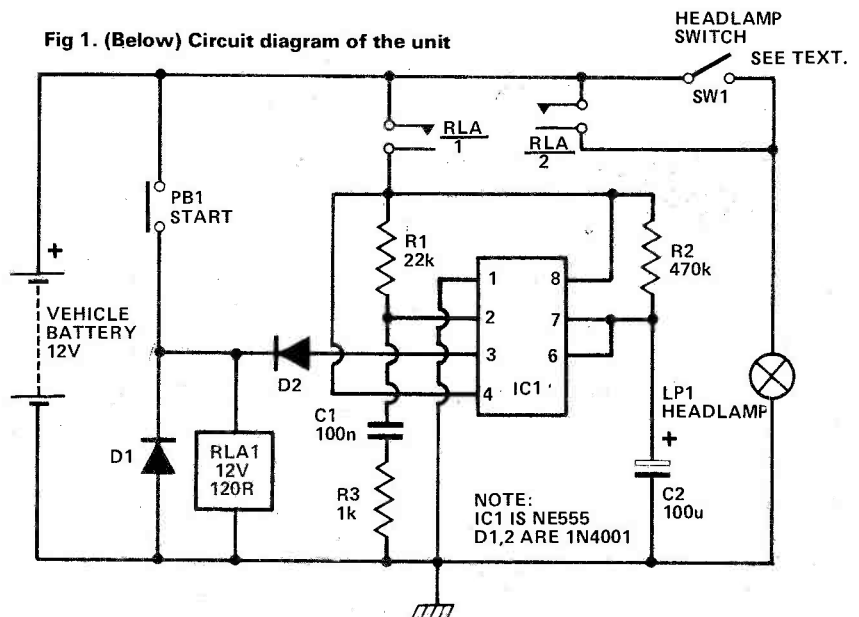 Fig 1. (Below) Circuit diagram of the unit
HEADLAMP
SWITCH
SEE TEXT.
SW1
RLA
1
RLA
2
PB1
START
+
VEHICLE
BATTERY
12V
R1
22k
R2
470k
1
2
3
4
8
7
6
IC1
D2
D1
RLA1
12V
120R
C1
100n
R3
1k
LP1
HEADLAMP
+
C2
100u
NOTE:
IC1 IS NE555
D1,2 ARE 1N4001